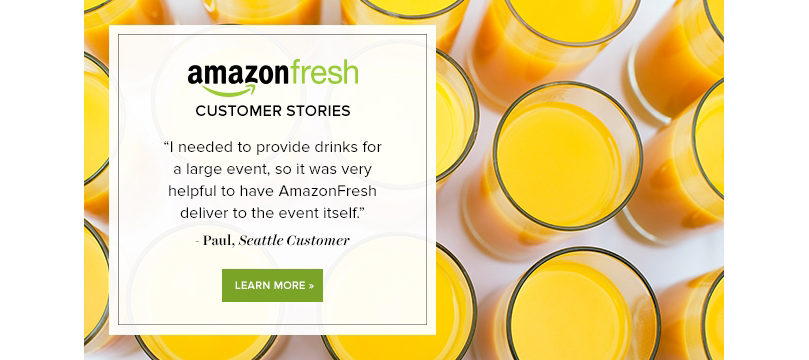 amazonfresh
CUSTOMER STORIES
“I needed to provide drinks for
a large event, so it was very
helpful to have AmazonFresh
deliver to the event itself.”
- Paul, Seattle Customer
LEARN MORE »